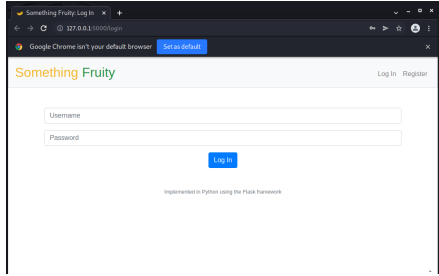 Something Fruity: Log In
127.0.0.1:5000/login
Google Chrome isn't your default browser Set as default
Something Fruity Log In Register
Username
Password
Log In
Implemented in Python using the Flask framework